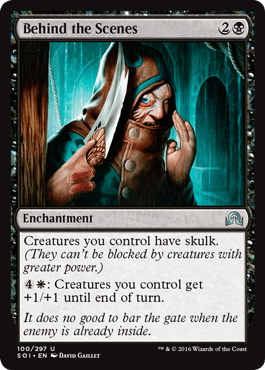 Behind the Scenes 2
Enchantment
Creatures you control have skulk.
(They can't be blocked by creatures with
greater power.)
4 : Creatures you control get
+1/+1 until end of turn.
It does no good to bar the gate when the
enemy is already inside.
100/297 U
SOI • EN DAVID GAILLET
™ & © 2016 Wizards of the Coast